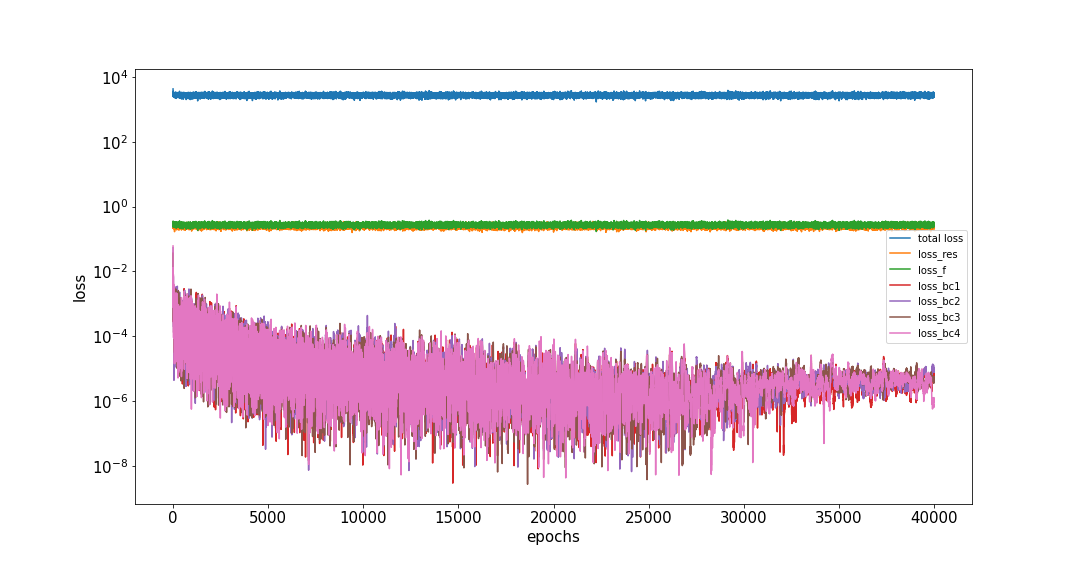 10^4
10^2
10^0
10^-2
10^-4
10^-6
10^-8
loss
total loss
loss_res
loss_f
loss_bc1
loss_bc2
loss_bc3
loss_bc4
0 5000 10000 15000 20000 25000 30000 35000 40000
epochs